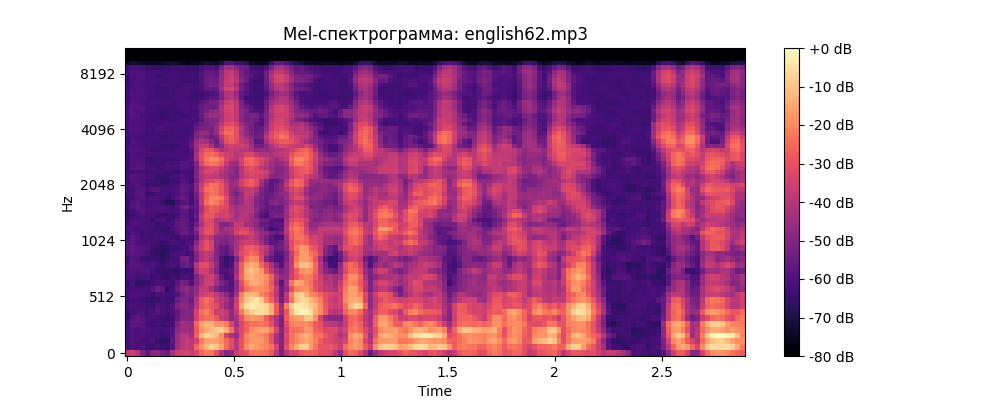 Mel-спектрограмма: english62.mp3
8192
4096
2048
1024
512
0
Hz
0
0.5
1
1.5
2
2.5
Time
+0 dB
-10 dB
-20 dB
-30 dB
-40 dB
-50 dB
-60 dB
-70 dB
-80 dB